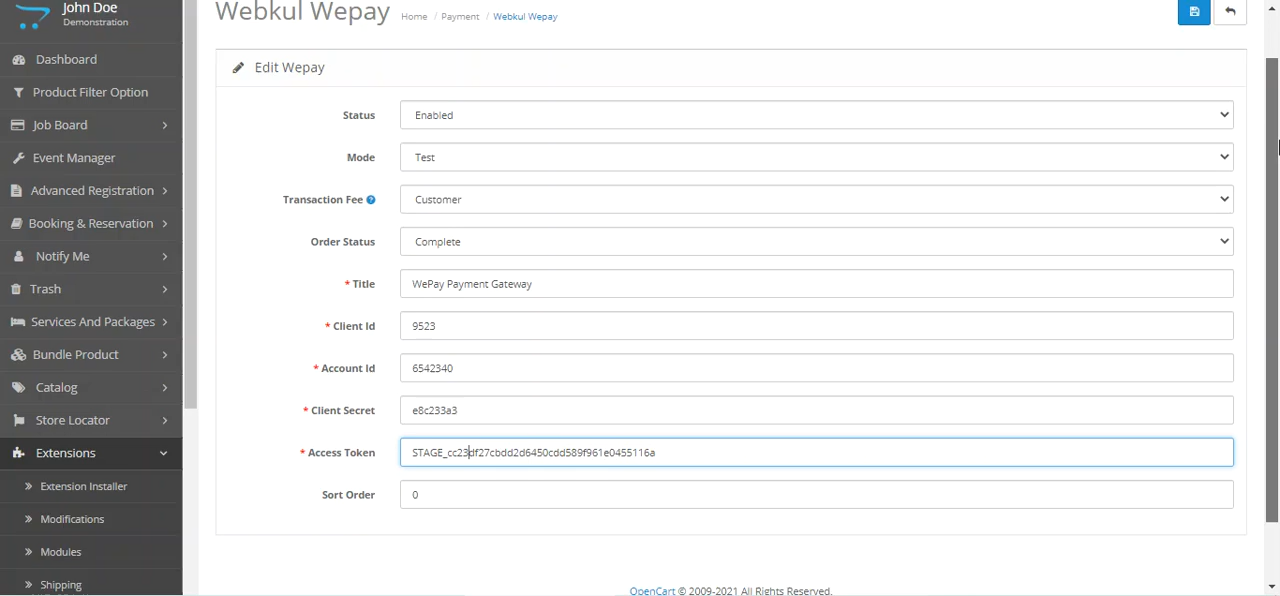 John Doe
Demonstration
Dashboard
Product Filter Option
Job Board
Event Manager
Advanced Registration
Booking & Reservation
Notify Me
Trash
Services And Packages
Bundle Product
Catalog
Store Locator
Extensions
Extension Installer
Modifications
Modules
Shipping
Webkul Wepay
Home / Payment / Webkul Wepay
Edit Wepay
Status Enabled
Mode Test
Transaction Fee ? Customer
Order Status Complete
* Title WePay Payment Gateway
* Client Id 9523
* Account Id 6542340
* Client Secret e8c233a3
* Access Token STAGE_cc23df27cbdd2d6450cdd589f961e0455116a
Sort Order 0
OpenCart © 2009-2021 All Rights Reserved.